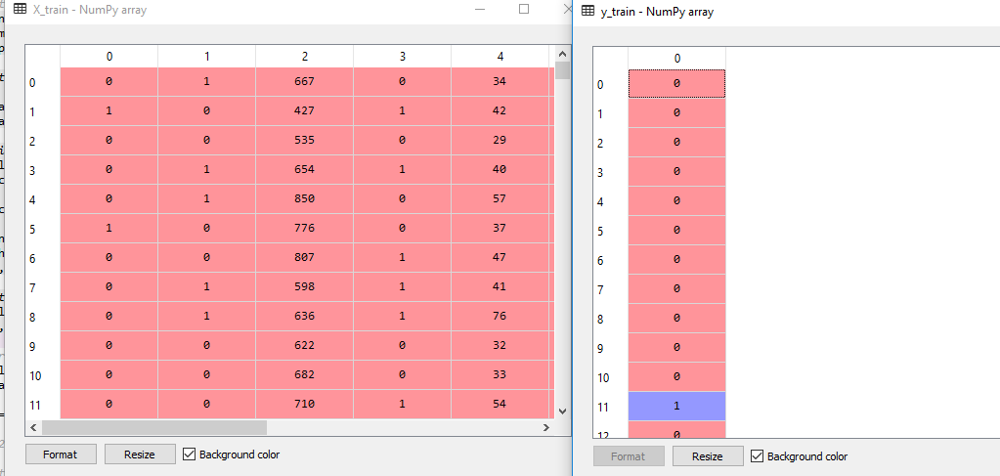 X_train - NumPy array
0 1 2 3 4
0 0 1 667 0 34
1 1 0 427 1 42
2 0 0 535 0 29
3 0 1 654 1 40
4 0 1 850 0 57
5 1 0 776 0 37
6 0 0 807 1 47
7 0 1 598 1 41
8 0 1 636 1 76
9 0 0 622 0 32
10 0 0 682 0 33
11 0 0 710 1 54
Format Resize Background color
y_train - NumPy array
0
0 0
1 0
2 0
3 0
4 0
5 0
6 0
7 0
8 0
9 0
10 0
11 1
12 0
Format Resize Background color